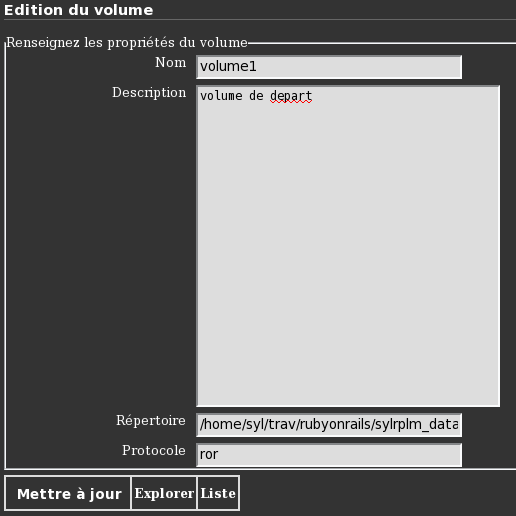 Edition du volume
Renseignez les propriétés du volume
Nom volume1
Description volume de depart
Répertoire /home/syl/trav/rubyonrails/sylrplm_data
Protocole ror
Mettre à jour Explorer Liste